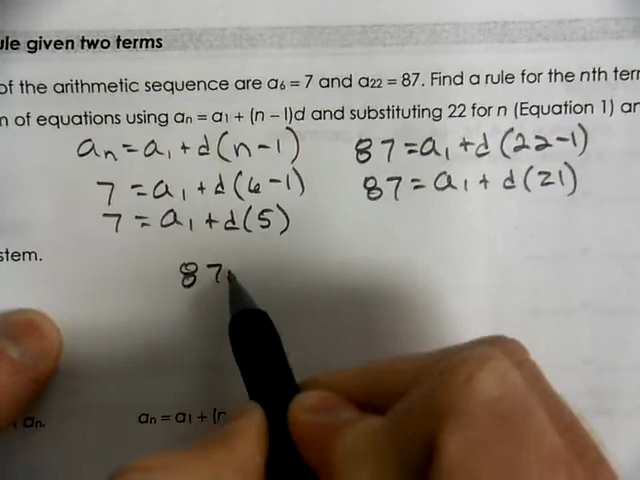 ule given two terms
of the arithmetic sequence are a6 = 7 and a22 = 87. Find a rule for the nth term
n of equations using an = a1 + (n – 1)d and substituting 22 for n (Equation 1) an
an = a1 + d(n-1) 87 = a1 + d(22-1)
7 = a1 + d(6-1) 87 = a1 + d(21)
7 = a1 + d(5)
stem.
87
an. an = a1 + (n